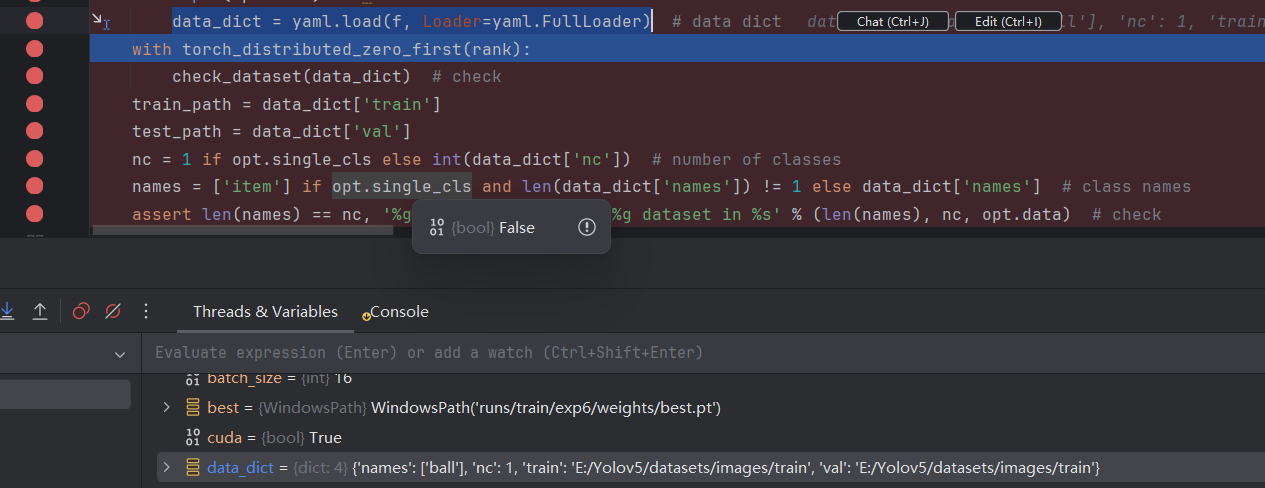 data_dict = yaml.load(f, Loader=yaml.FullLoader)  # data dict  dat Chat (Ctrl+J) Edit (Ctrl+I) ll'], 'nc': 1, 'train
with torch_distributed_zero_first(rank):
check_dataset(data_dict)  # check
train_path = data_dict['train']
test_path = data_dict['val']
nc = 1 if opt.single_cls else int(data_dict['nc'])  # number of classes
names = ['item'] if opt.single_cls and len(data_dict['names']) != 1 else data_dict['names']  # class names
assert len(names) == nc, '%g %g dataset in %s' % (len(names), nc, opt.data)  # check
{bool} False
Threads & Variables Console
Evaluate expression (Enter) or add a watch (Ctrl+Shift+Enter)
batch_size = {int} 16
best = {WindowsPath} WindowsPath('runs/train/exp6/weights/best.pt')
cuda = {bool} True
data_dict = {dict: 4} {'names': ['ball'], 'nc': 1, 'train': 'E:/Yolov5/datasets/images/train', 'val': 'E:/Yolov5/datasets/images/train'}